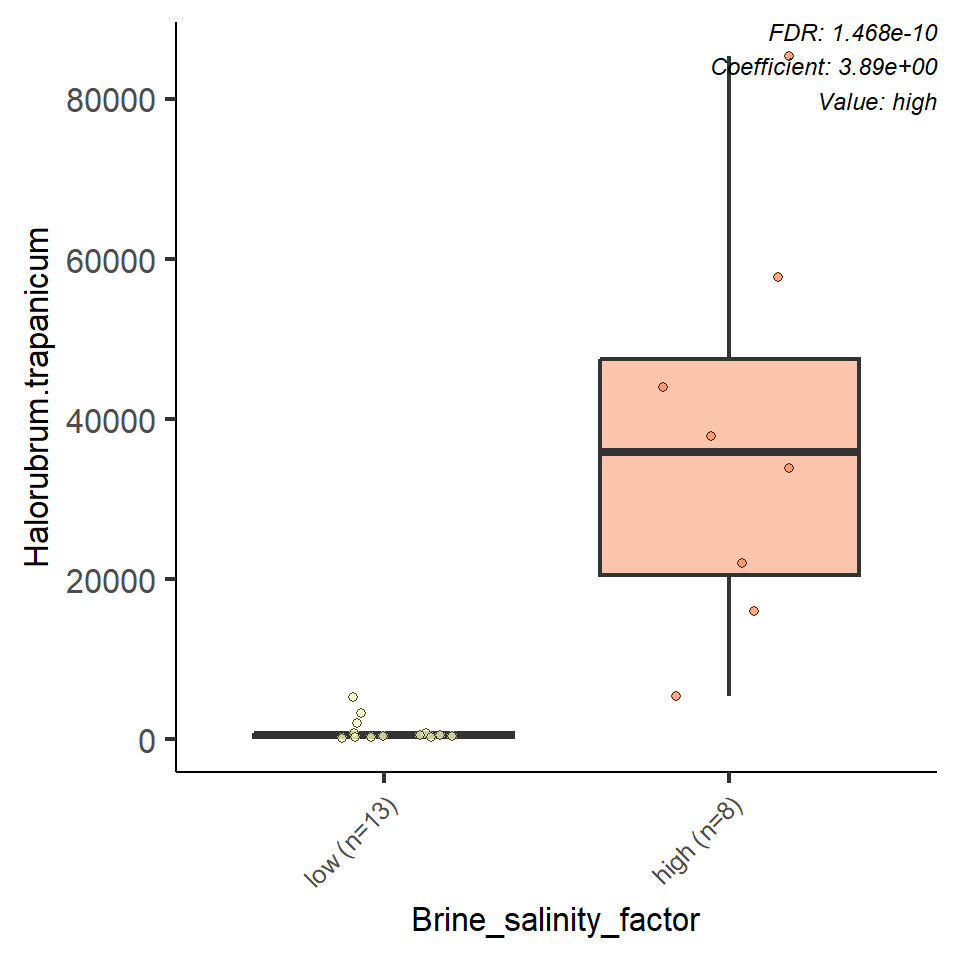 FDR: 1.468e-10
Coefficient: 3.89e+00
Value: high
80000
60000
40000
20000
0
Halorubrum.trapanicum
low (n=13)
high (n=8)
Brine_salinity_factor